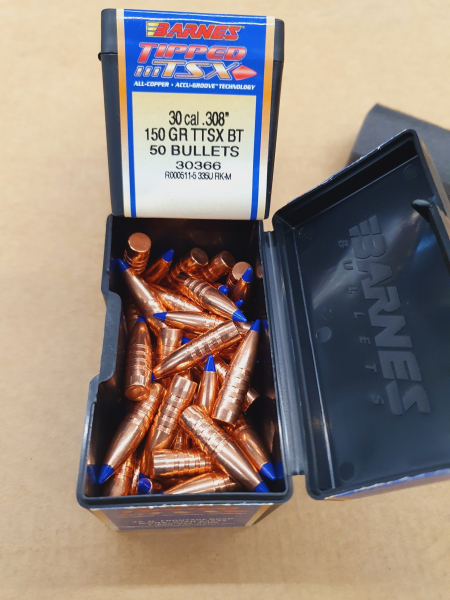 BARNES
TIPPED
TSX
ALL-COPPER • ACCU-GROOVE™ TECHNOLOGY
30 cal .308"
150 GR TTSX BT
50 BULLETS
30366
R000511-5 335U RK-M
BARNES
BULLETS